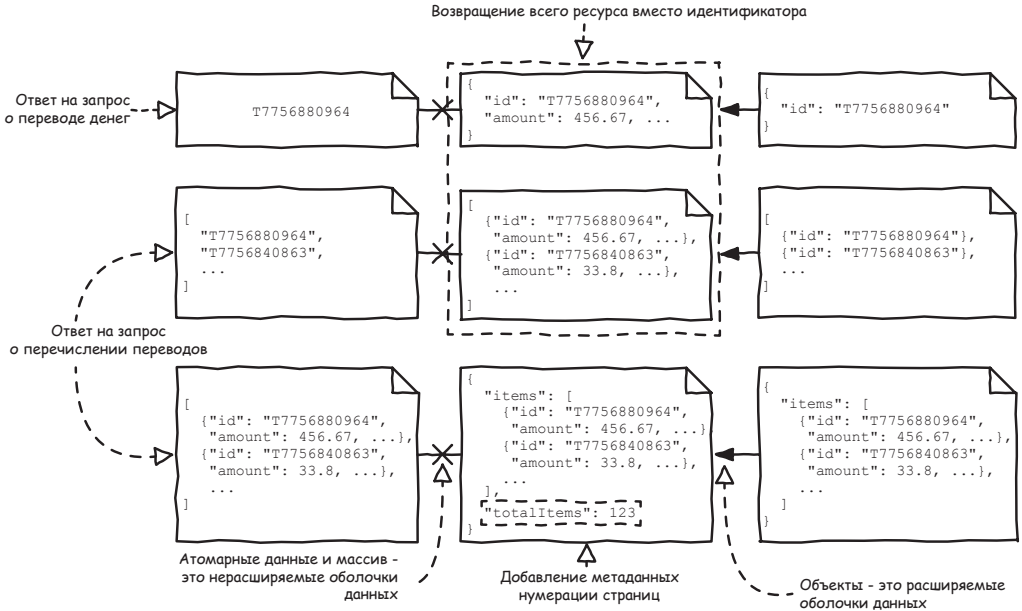 Возвращение всего ресурса вместо идентификатора
Ответ на запрос
о переводе денег
T7756880964
{
"id": "T7756880964",
"amount": 456.67, ...
}
{
"id": "T7756880964"
}
[
"T7756880964",
"T7756840863",
...
]
[
{"id": "T7756880964",
"amount": 456.67, ...},
{"id": "T7756840863",
"amount": 33.8, ...},
...
]
[
{"id": "T7756880964"},
{"id": "T7756840863"},
...
]
Ответ на запрос
о перечислении переводов
[
{"id": "T7756880964",
"amount": 456.67, ...},
{"id": "T7756840863",
"amount": 33.8, ...},
...
]
{
"items": [
{"id": "T7756880964",
"amount": 456.67, ...},
{"id": "T7756840863",
"amount": 33.8, ...},
...
],
"totalItems": 123
}
{
"items": [
{"id": "T7756880964",
"amount": 456.67, ...},
{"id": "T7756840863",
"amount": 33.8, ...},
...
]
}
Атомарные данные и массив -
это нерасширяемые оболочки
данных
Добавление метаданных
нумерации страниц
Объекты - это расширяемые
оболочки данных